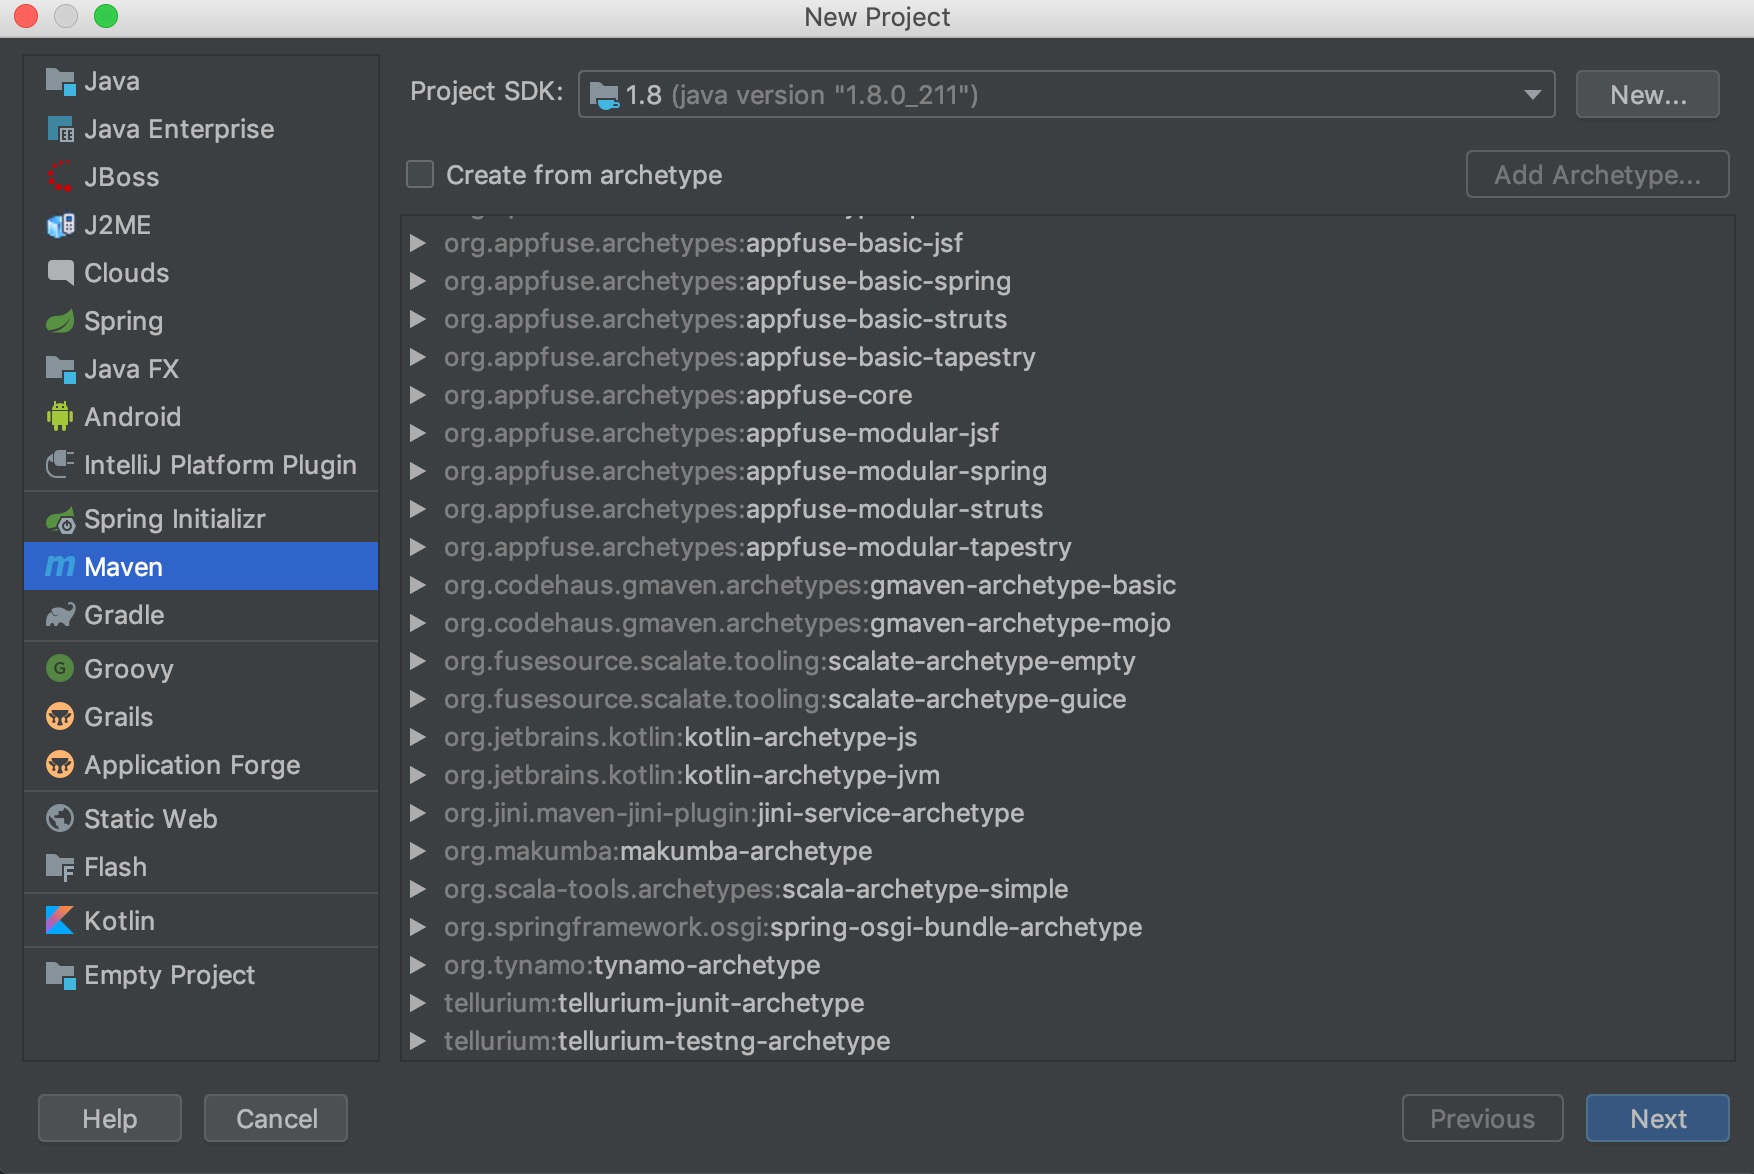 New Project
Java
Java Enterprise
JBoss
J2ME
Clouds
Spring
Java FX
Android
IntelliJ Platform Plugin
Spring Initializr
Maven
Gradle
Groovy
Grails
Application Forge
Static Web
Flash
Kotlin
Empty Project
Project SDK: 1.8 (java version "1.8.0_211") New...
Create from archetype Add Archetype...
org.appfuse.archetypes:appfuse-basic-jsf
org.appfuse.archetypes:appfuse-basic-spring
org.appfuse.archetypes:appfuse-basic-struts
org.appfuse.archetypes:appfuse-basic-tapestry
org.appfuse.archetypes:appfuse-core
org.appfuse.archetypes:appfuse-modular-jsf
org.appfuse.archetypes:appfuse-modular-spring
org.appfuse.archetypes:appfuse-modular-struts
org.appfuse.archetypes:appfuse-modular-tapestry
org.codehaus.gmaven.archetypes:gmaven-archetype-basic
org.codehaus.gmaven.archetypes:gmaven-archetype-mojo
org.fusesource.scalate.tooling:scalate-archetype-empty
org.fusesource.scalate.tooling:scalate-archetype-guice
org.jetbrains.kotlin:kotlin-archetype-js
org.jetbrains.kotlin:kotlin-archetype-jvm
org.jini.maven-jini-plugin:jini-service-archetype
org.makumba:makumba-archetype
org.scala-tools.archetypes:scala-archetype-simple
org.springframework.osgi:spring-osgi-bundle-archetype
org.tynamo:tynamo-archetype
tellurium:tellurium-junit-archetype
tellurium:tellurium-testng-archetype
Help Cancel Previous Next